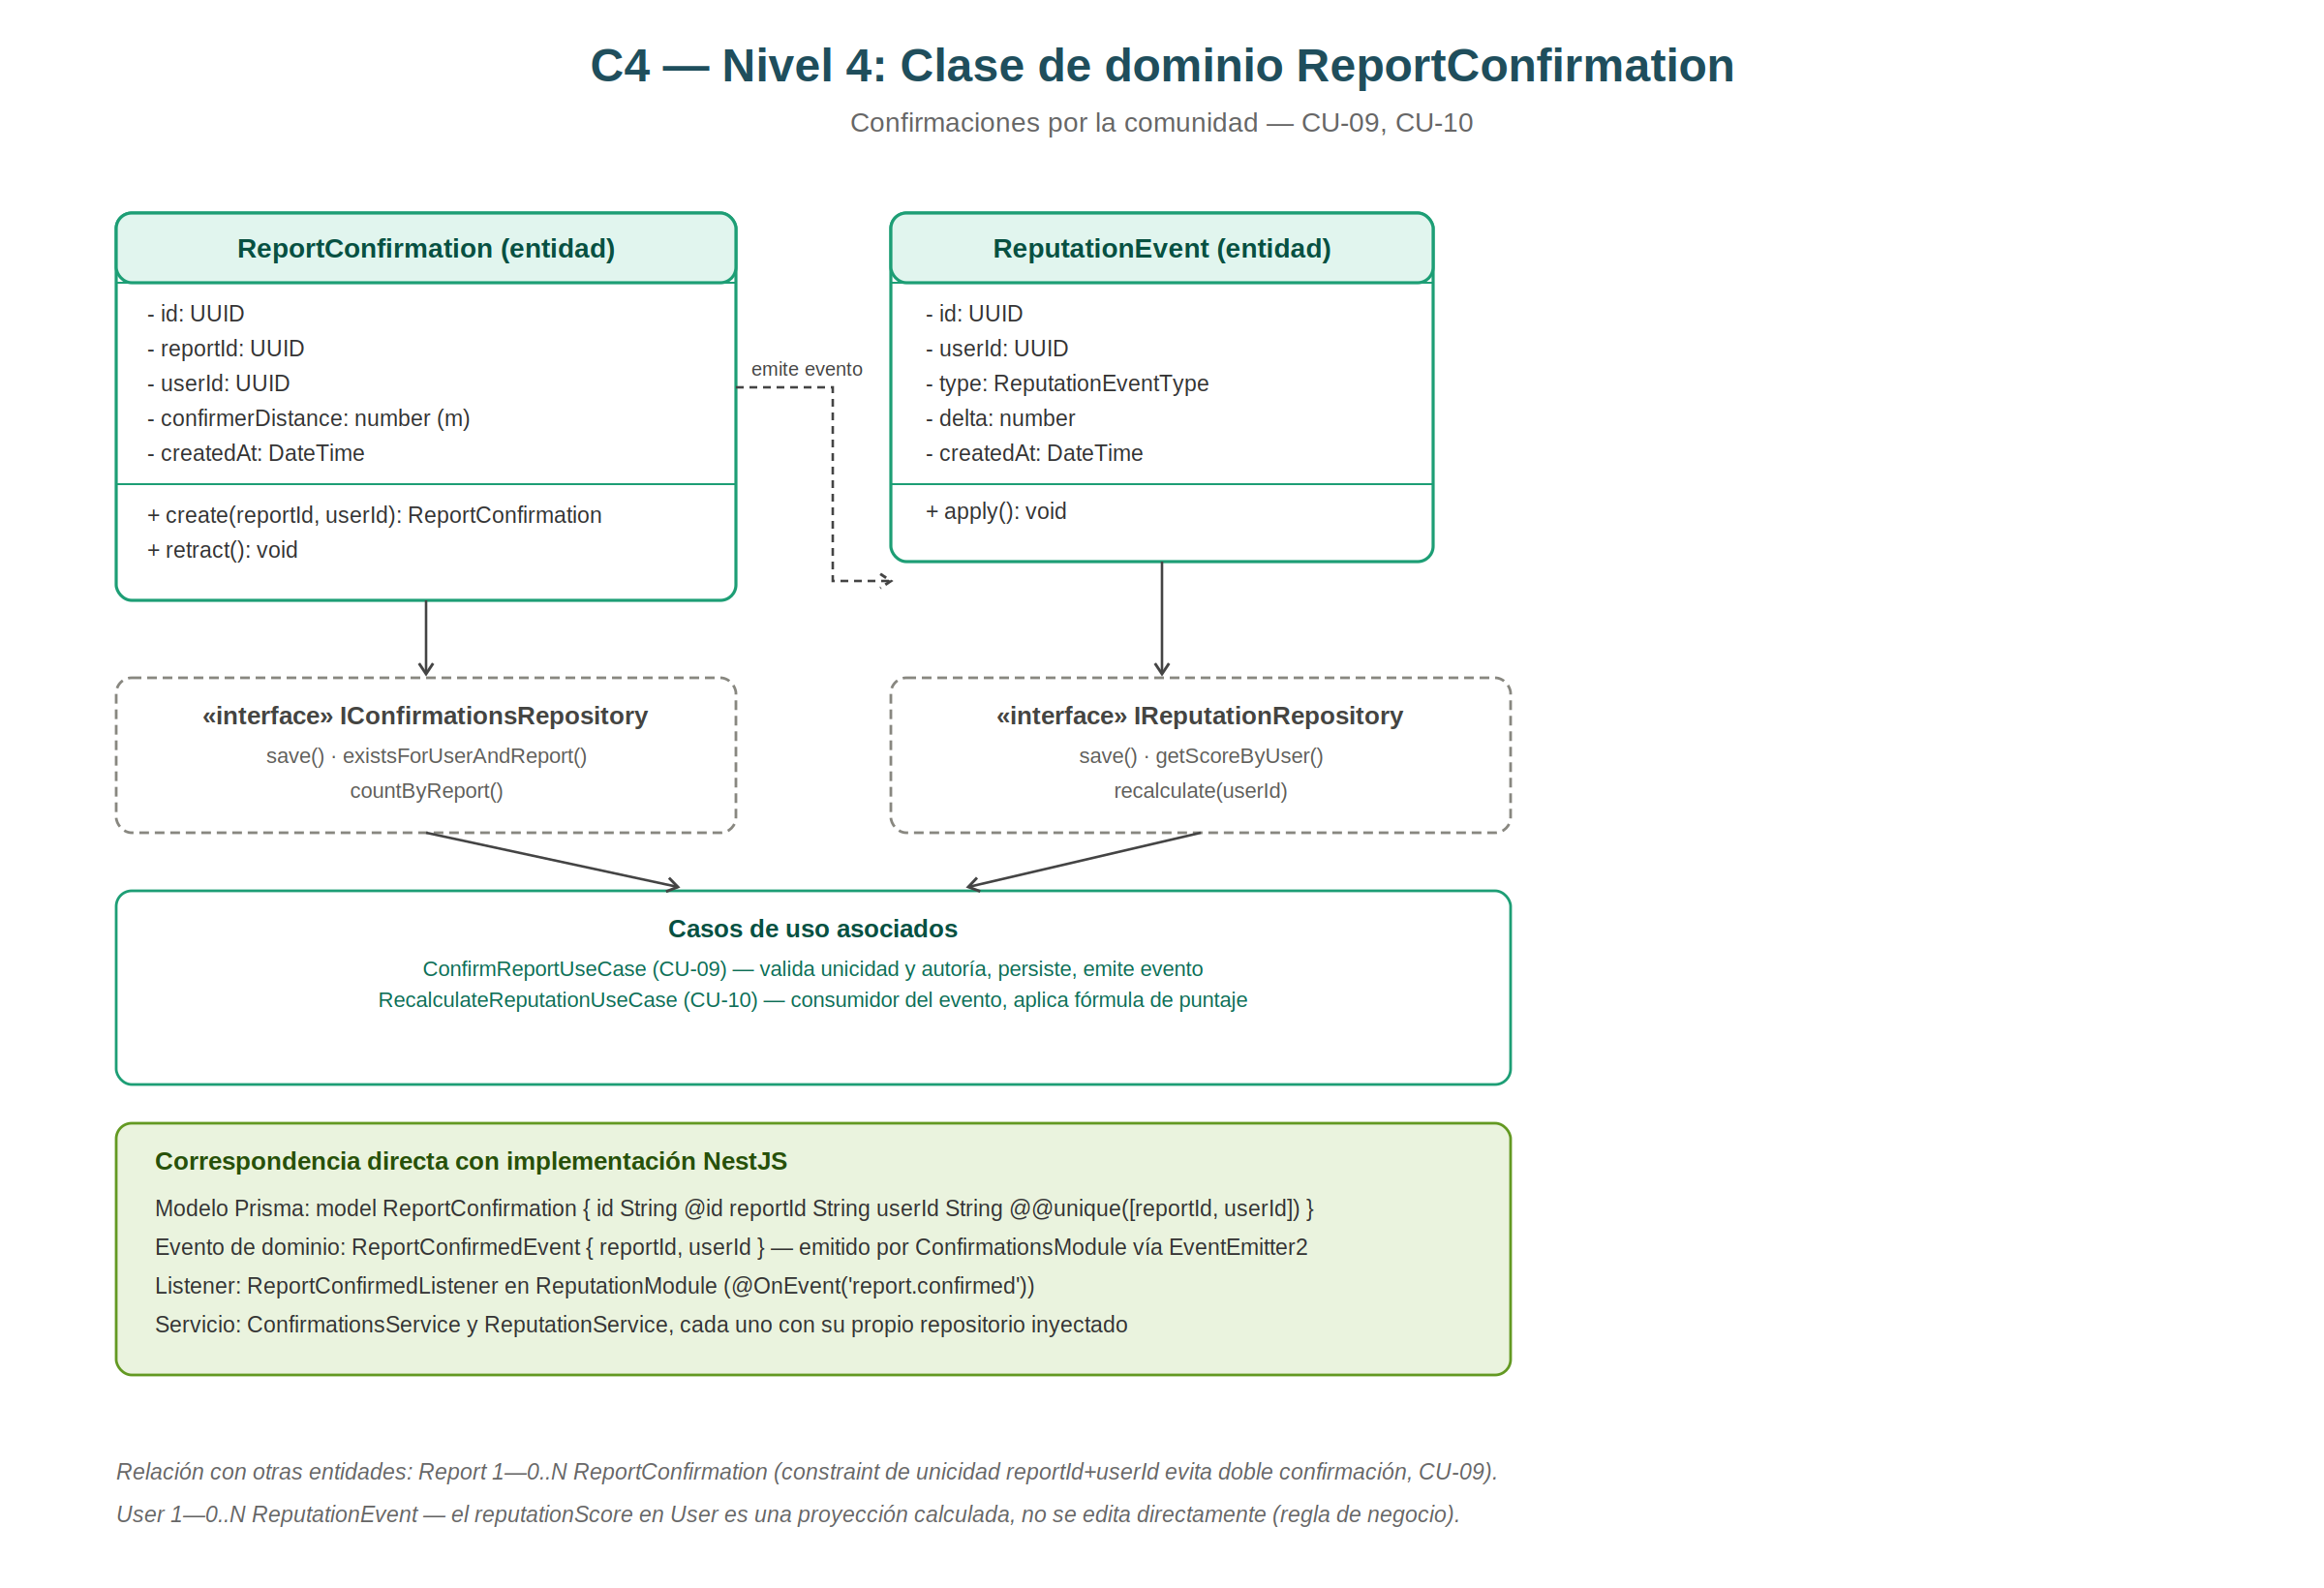 C4 — Nivel 4: Clase de dominio ReportConfirmation
Confirmaciones por la comunidad — CU-09, CU-10
ReportConfirmation (entidad)
- id: UUID
- reportId: UUID
- userId: UUID
- confirmerDistance: number (m)
- createdAt: DateTime
+ create(reportId, userId): ReportConfirmation
+ retract(): void
emite evento
ReputationEvent (entidad)
- id: UUID
- userId: UUID
- type: ReputationEventType
- delta: number
- createdAt: DateTime
+ apply(): void
«interface» IConfirmationsRepository
save() · existsForUserAndReport()
countByReport()
«interface» IReputationRepository
save() · getScoreByUser()
recalculate(userId)
Casos de uso asociados
ConfirmReportUseCase (CU-09) — valida unicidad y autoría, persiste, emite evento
RecalculateReputationUseCase (CU-10) — consumidor del evento, aplica fórmula de puntaje
Correspondencia directa con implementación NestJS
Modelo Prisma: model ReportConfirmation { id String @id reportId String userId String @@unique([reportId, userId]) }
Evento de dominio: ReportConfirmedEvent { reportId, userId } — emitido por ConfirmationsModule vía EventEmitter2
Listener: ReportConfirmedListener en ReputationModule (@OnEvent('report.confirmed'))
Servicio: ConfirmationsService y ReputationService, cada uno con su propio repositorio inyectado
Relación con otras entidades: Report 1—0..N ReportConfirmation (constraint de unicidad reportId+userId evita doble confirmación, CU-09).
User 1—0..N ReputationEvent — el reputationScore en User es una proyección calculada, no se edita directamente (regla de negocio).